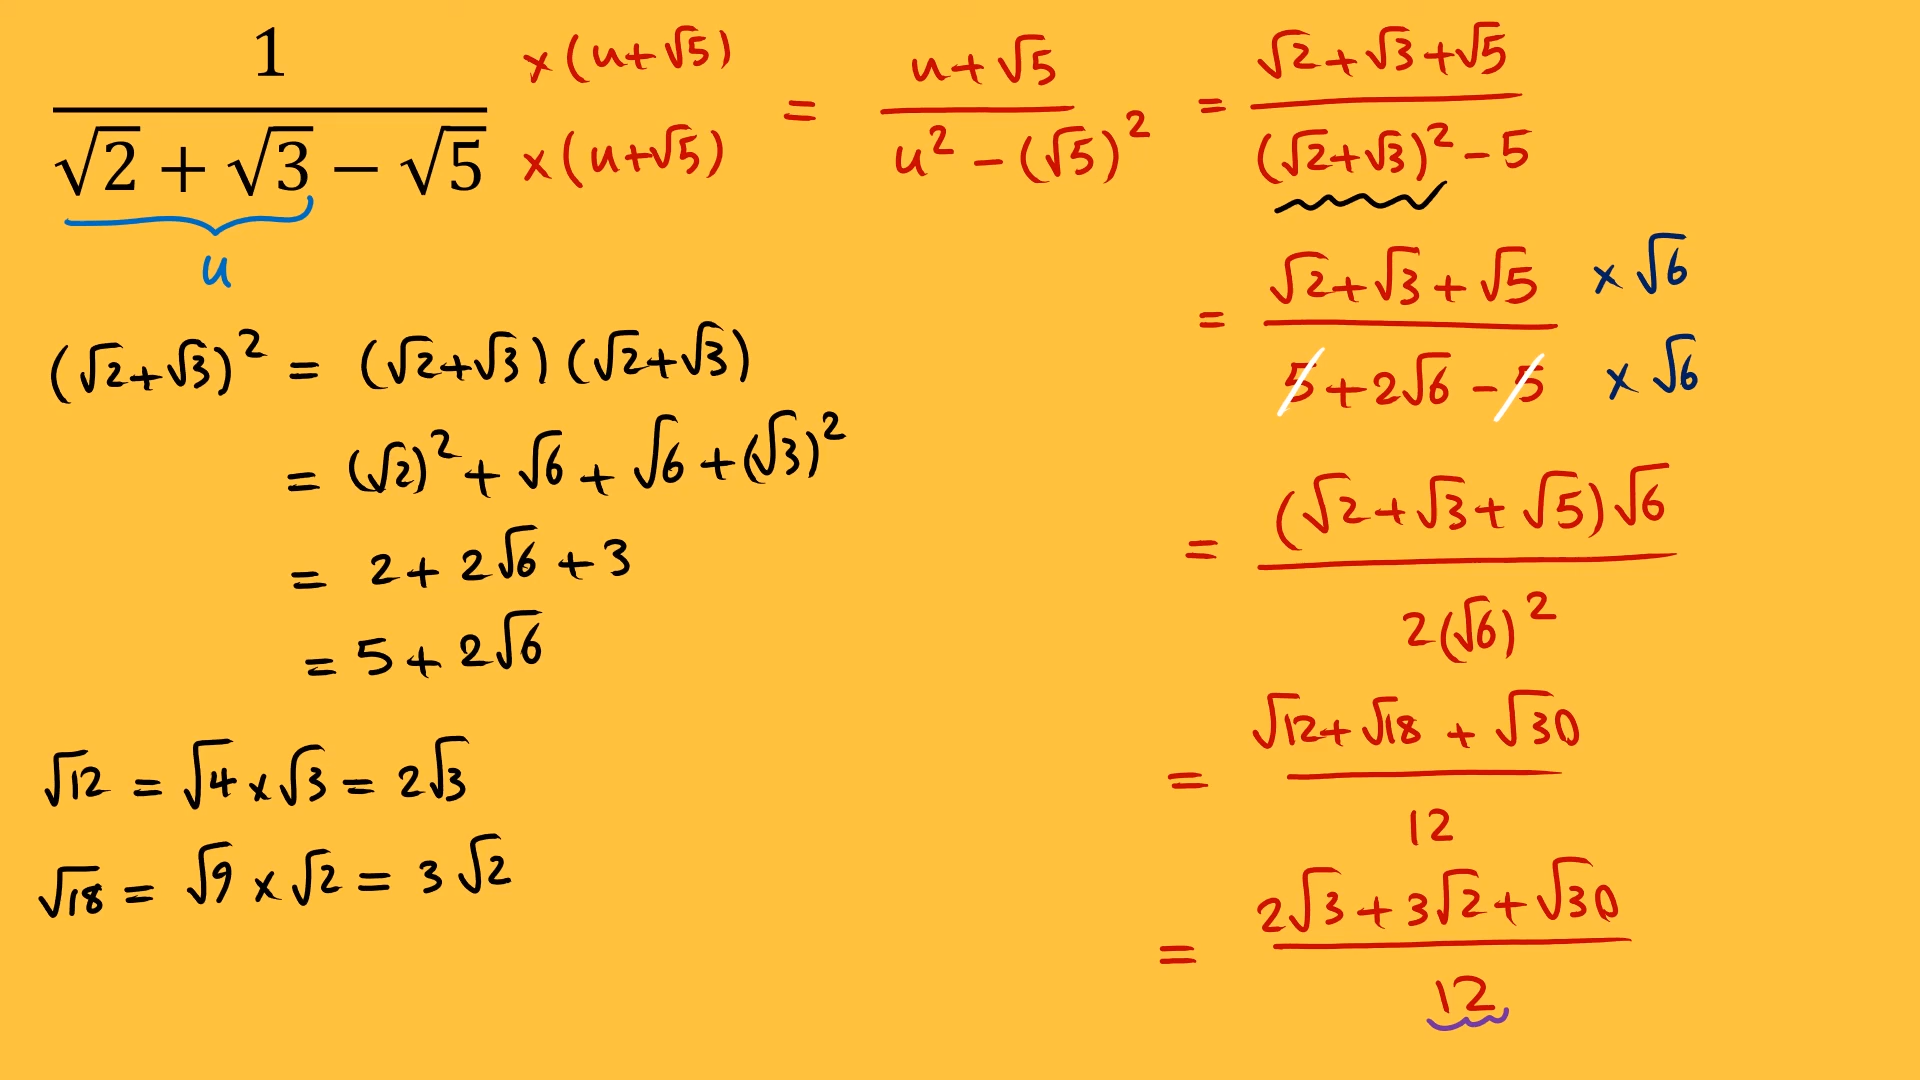 1 / (√2 + √3 − √5) ×(u+√5) / ×(u+√5) = (u+√5) / (u² − (√5)²) = (√2+√3+√5) / ((√2+√3)² − 5)
u
= (√2+√3+√5) / (5+2√6 − 5) ×√6 / ×√6
= (√2+√3+√5)√6 / 2(√6)²
= (√12+√18+√30) / 12
= (2√3+3√2+√30) / 12
(√2+√3)² = (√2+√3)(√2+√3)
= (√2)² + √6 + √6 + (√3)²
= 2 + 2√6 + 3
= 5 + 2√6
√12 = √4 × √3 = 2√3
√18 = √9 × √2 = 3√2